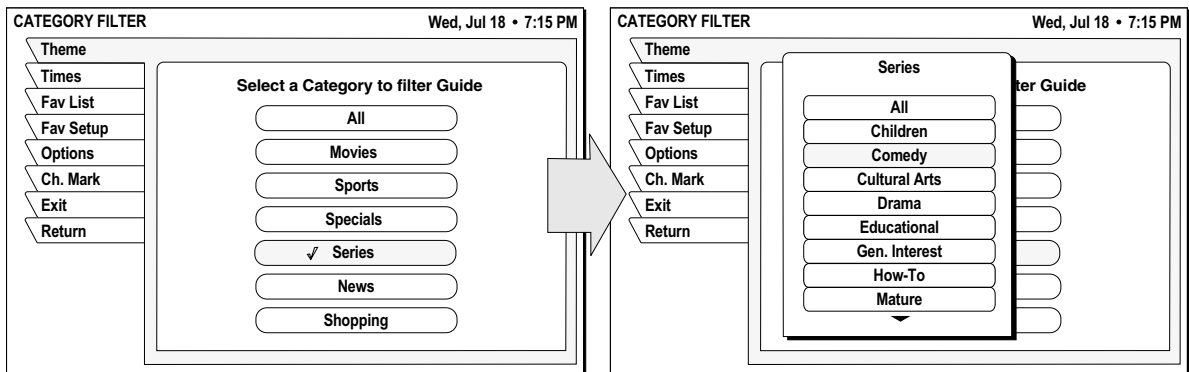 CATEGORY FILTER Wed, Jul 18 • 7:15 PM
Theme
Times
Fav List
Fav Setup
Options
Ch. Mark
Exit
Return
Select a Category to filter Guide
All
Movies
Sports
Specials
✓ Series
News
Shopping
CATEGORY FILTER Wed, Jul 18 • 7:15 PM
Theme
Times
Fav List
Fav Setup
Options
Ch. Mark
Exit
Return
ter Guide
Series
All
Children
Comedy
Cultural Arts
Drama
Educational
Gen. Interest
How-To
Mature